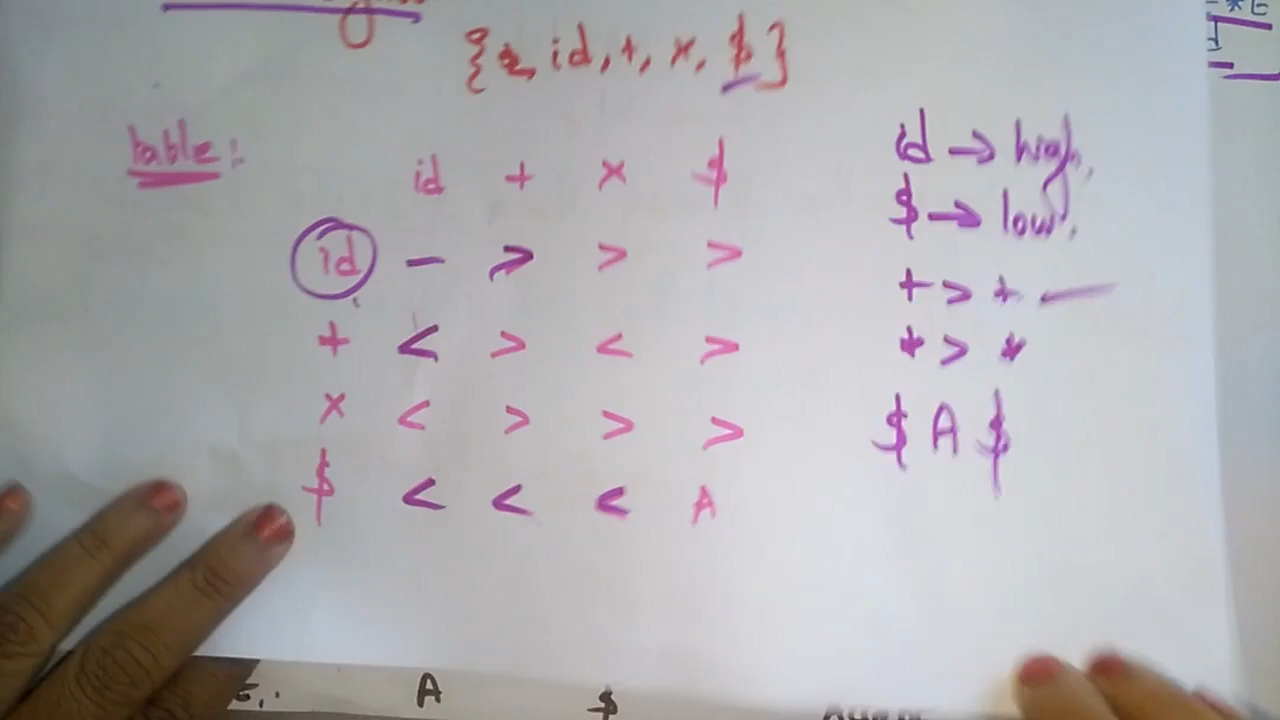 { id, +, *, $ }
*E
d
table:
id + * $
id - > > >
+ < > < >
* < > > >
$ < < < A
id → high,
$ → low,
+ > +
* > *
$ A $
A $